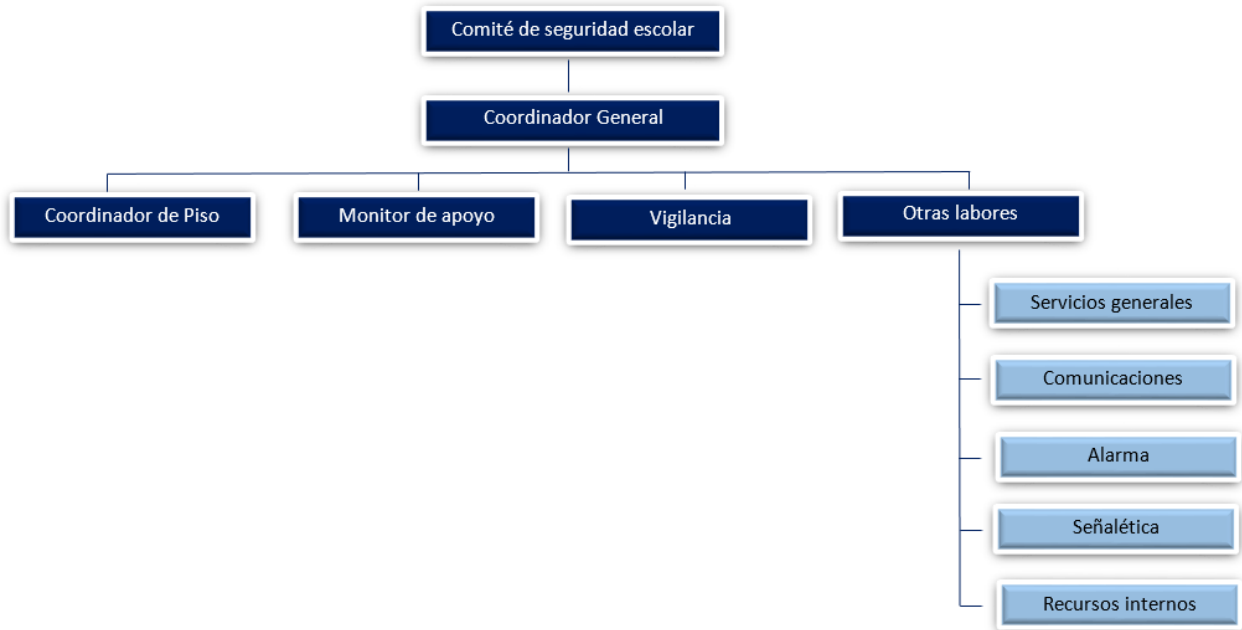 Comité de seguridad escolar
Coordinador General
Coordinador de Piso
Monitor de apoyo
Vigilancia
Otras labores
Servicios generales
Comunicaciones
Alarma
Señalética
Recursos internos